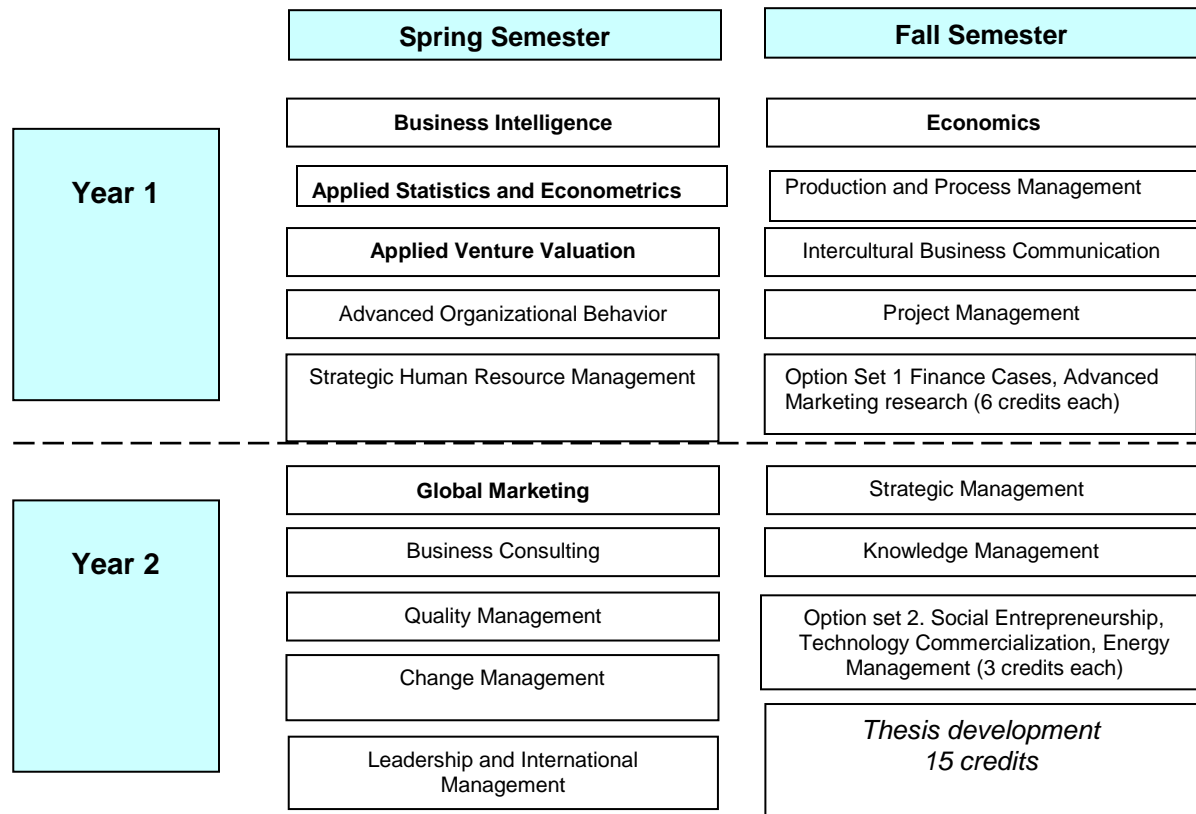 Spring Semester
Fall Semester
Year 1
Business Intelligence
Economics
Applied Statistics and Econometrics
Production and Process Management
Applied Venture Valuation
Intercultural Business Communication
Advanced Organizational Behavior
Project Management
Strategic Human Resource Management
Option Set 1 Finance Cases, Advanced
Marketing research (6 credits each)
Year 2
Global Marketing
Strategic Management
Business Consulting
Knowledge Management
Quality Management
Option set 2. Social Entrepreneurship,
Technology Commercialization, Energy
Management (3 credits each)
Change Management
Thesis development
15 credits
Leadership and International
Management